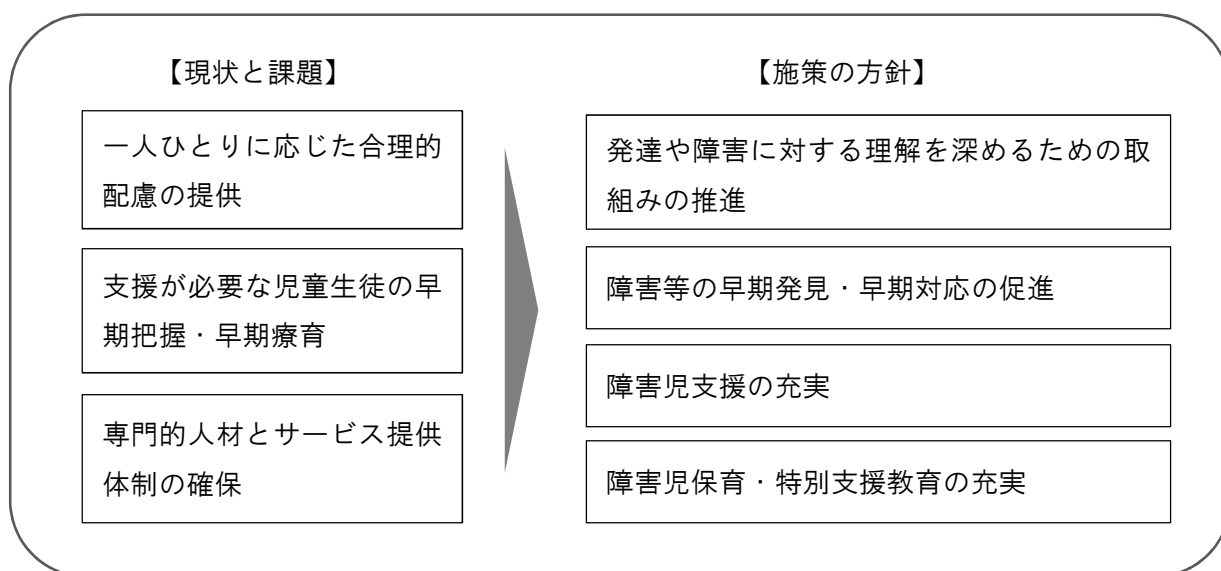 【現状と課題】
一人ひとりに応じた合理的
配慮の提供
支援が必要な児童生徒の早
期把握・早期療育
専門的人材とサービス提供
体制の確保
【施策の方針】
発達や障害に対する理解を深めるための取
組みの推進
障害等の早期発見・早期対応の促進
障害児支援の充実
障害児保育・特別支援教育の充実